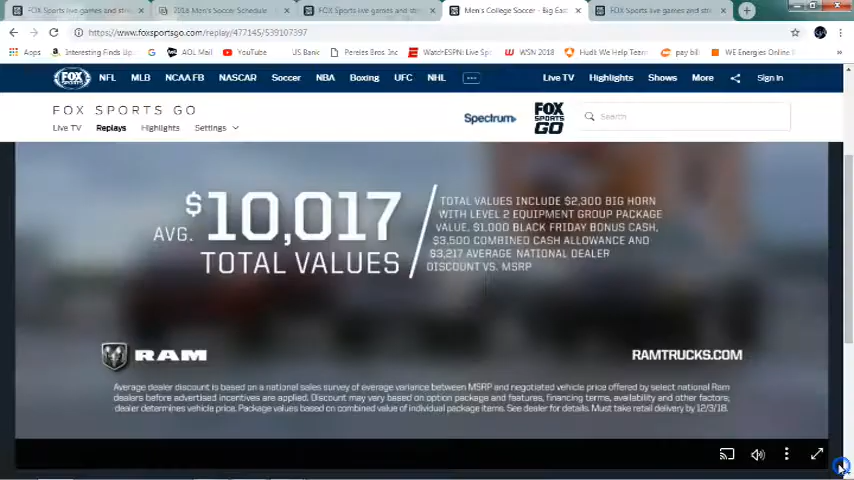 FOX Sports live games and stre
2018 Men's Soccer Schedule
FOX Sports live games and stre
Men's College Soccer - Big East
FOX Sports live games and stre
https://www.foxsportsgo.com/replay/477145/539107397
Apps
Interesting Finds
AOL Mail
YouTube
US Bank
Pereles Bros Inc
WatchESPN: Live Sp
WSN 2018
Hudl: We Help Team
pay bill
WE Energies Online
FOX SPORTS
NFL
MLB
NCAA FB
NASCAR
Soccer
NBA
Boxing
UFC
NHL
Live TV
Highlights
Shows
More
Sign In
FOX SPORTS GO
Spectrum
FOX SPORTS GO
Search
Live TV
Replays
Highlights
Settings
AVG. $10,017
TOTAL VALUES
TOTAL VALUES INCLUDE $2,300 BIG HORN
WITH LEVEL 2 EQUIPMENT GROUP PACKAGE
VALUE, $1,000 BLACK FRIDAY BONUS CASH,
$3,500 COMBINED CASH ALLOWANCE AND
$3,217 AVERAGE NATIONAL DEALER
DISCOUNT VS. MSRP
RAM
RAMTRUCKS.COM
Average dealer discount is based on a national sales survey of average variance between MSRP and negotiated vehicle price offered by select national Ram
dealers before advertised incentives are applied. Discount may vary based on option package and features, financing terms, availability and other factors;
dealer determines vehicle price. Package values based on combined value of individual package items. See dealer for details. Must take retail delivery by 12/3/18.